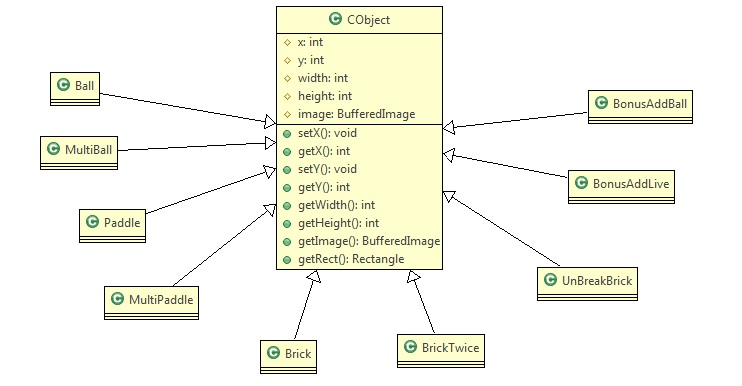 CObject
x: int
y: int
width: int
height: int
image: BufferedImage
setX(): void
getX(): int
setY(): void
getY(): int
getWidth(): int
getHeight(): int
getImage(): BufferedImage
getRect(): Rectangle
Ball
MultiBall
Paddle
MultiPaddle
Brick
BrickTwice
UnBreakBrick
BonusAddLive
BonusAddBall